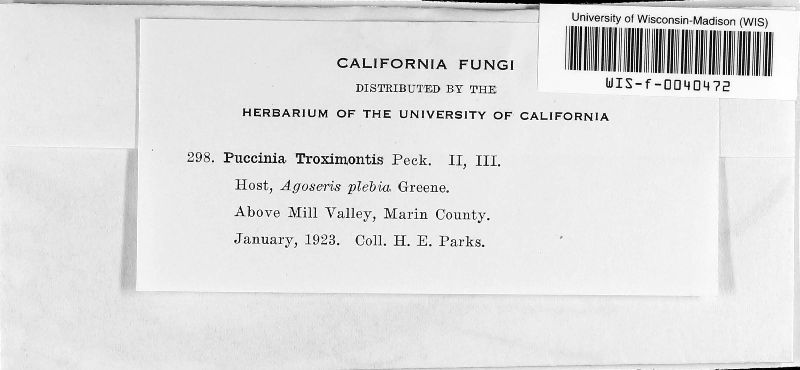 University of Wisconsin-Madison (WIS)
WIS-f-0040472
CALIFORNIA FUNGI
DISTRIBUTED BY THE
HERBARIUM OF THE UNIVERSITY OF CALIFORNIA
298. Puccinia Troximontis Peck. II, III.
Host, Agoseris plebia Greene.
Above Mill Valley, Marin County.
January, 1923. Coll. H. E. Parks.